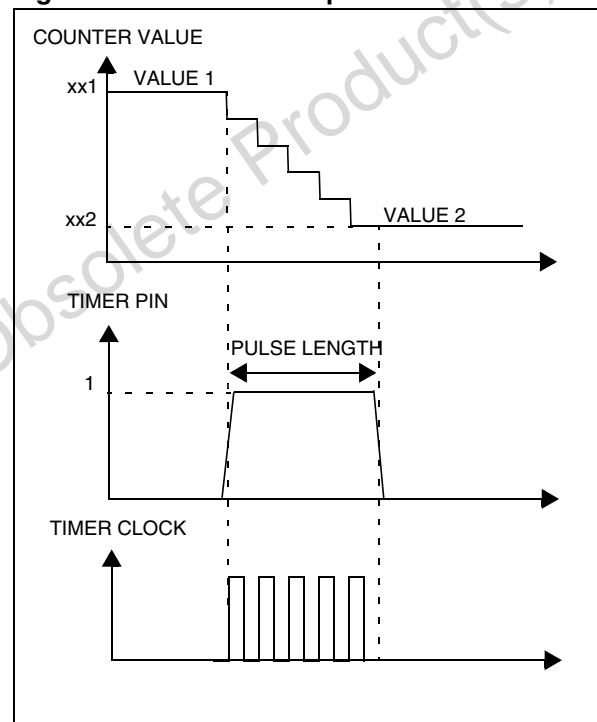 COUNTER VALUE
xx1
VALUE 1
xx2
VALUE 2
TIMER PIN
PULSE LENGTH
1
TIMER CLOCK
Obsolete Product(s)